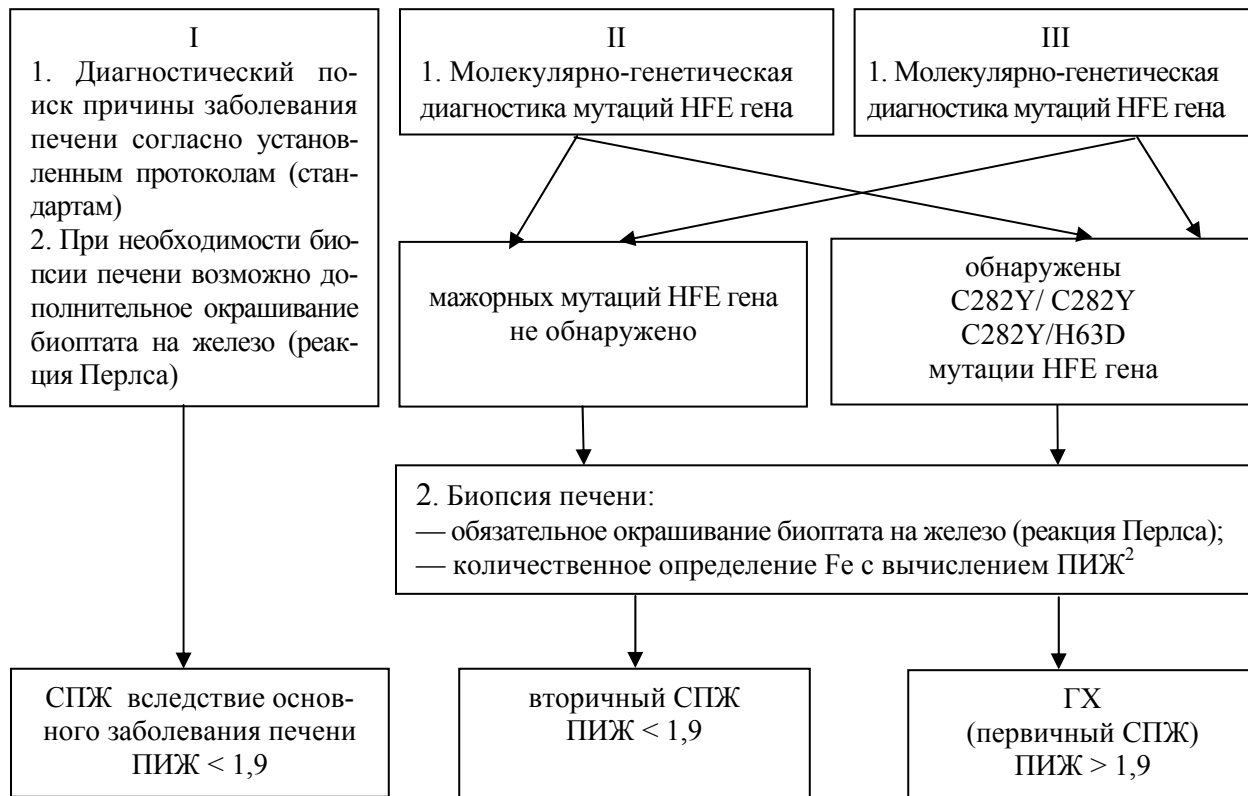 I
1. Диагностический по-
иск причины заболевания
печени согласно установ-
ленным протоколам (стан-
дартам)
2. При необходимости био-
псии печени возможно до-
полнительное окрашивание
биоптата на железо (реак-
ция Перлса)
II
1. Молекулярно-генетическая
диагностика мутаций HFE гена
III
1. Молекулярно-генетическая
диагностика мутаций HFE гена
мажорных мутаций HFE гена
не обнаружено
обнаружены
C282Y/ C282Y
C282Y/H63D
мутации HFE гена
2. Биопсия печени:
— обязательное окрашивание биоптата на железо (реакция Перлса);
— количественное определение Fe с вычислением ПИЖ²
СПЖ вследствие основ-
ного заболевания печени
ПИЖ < 1,9
вторичный СПЖ
ПИЖ < 1,9
ГХ
(первичный СПЖ)
ПИЖ > 1,9